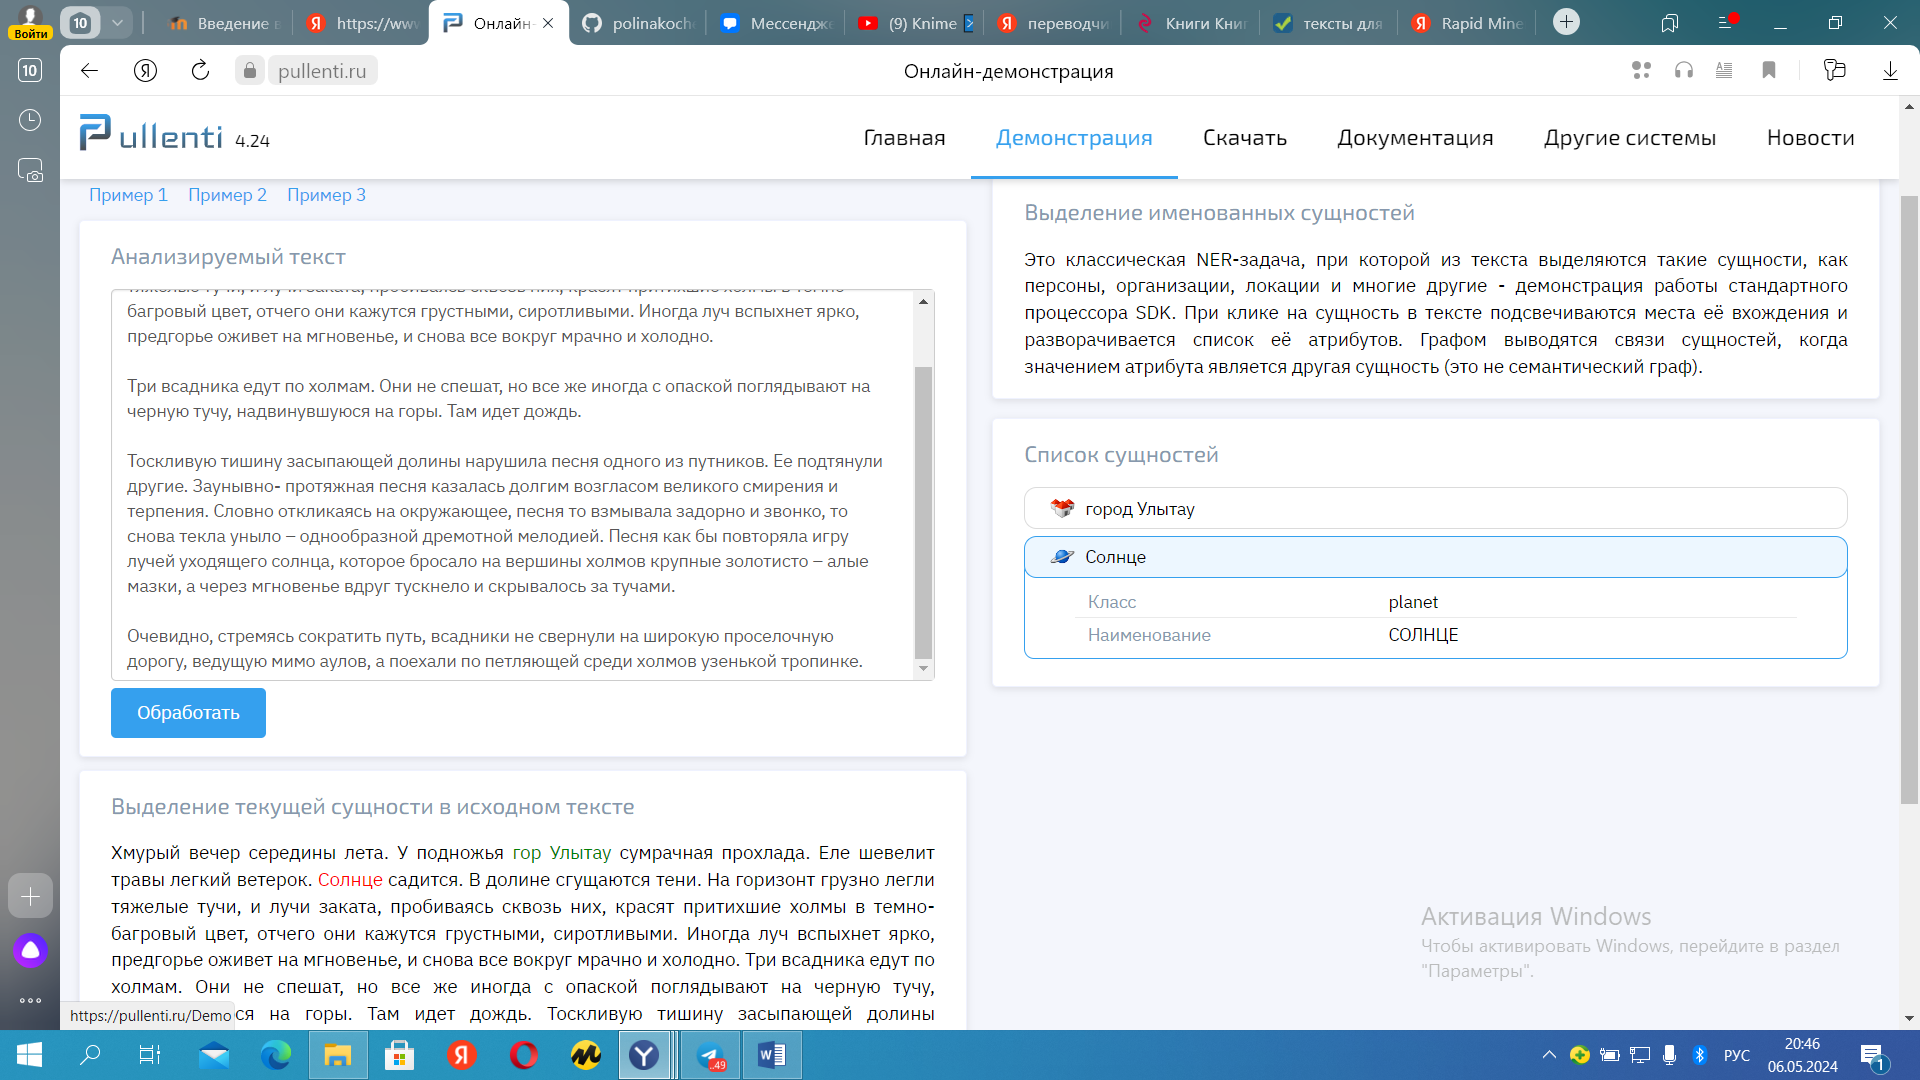 Войти
10
Введение в
https://www
Онлайн-
polinakoch
Мессендже
(9) Knime
переводчи
Книги Книг
тексты для
Rapid Mine
10
pullenti.ru
Онлайн-демонстрация
Pullenti 4.24
Главная
Демонстрация
Скачать
Документация
Другие системы
Новости
Пример 1 Пример 2 Пример 3
Анализируемый текст
тяжелые тучи, и лучи заката, пробиваясь сквозь них, красят притихшие холмы в темно-
багровый цвет, отчего они кажутся грустными, сиротливыми. Иногда луч вспыхнет ярко,
предгорье оживет на мгновенье, и снова все вокруг мрачно и холодно.
Три всадника едут по холмам. Они не спешат, но все же иногда с опаской поглядывают на
черную тучу, надвинувшуюся на горы. Там идет дождь.
Тоскливую тишину засыпающей долины нарушила песня одного из путников. Ее подтянули
другие. Заунывно- протяжная песня казалась долгим возгласом великого смирения и
терпения. Словно откликаясь на окружающее, песня то взмывала задорно и звонко, то
снова текла уныло – однообразной дремотной мелодией. Песня как бы повторяла игру
лучей уходящего солнца, которое бросало на вершины холмов крупные золотисто – алые
мазки, а через мгновенье вдруг тускнело и скрывалось за тучами.
Очевидно, стремясь сократить путь, всадники не свернули на широкую проселочную
дорогу, ведущую мимо аулов, а поехали по петляющей среди холмов узенькой тропинке.
Обработать
Выделение текущей сущности в исходном тексте
Хмурый вечер середины лета. У подножья гор Улытау сумрачная прохлада. Еле шевелит
травы легкий ветерок. Солнце садится. В долине сгущаются тени. На горизонт грузно легли
тяжелые тучи, и лучи заката, пробиваясь сквозь них, красят притихшие холмы в темно-
багровый цвет, отчего они кажутся грустными, сиротливыми. Иногда луч вспыхнет ярко,
предгорье оживет на мгновенье, и снова все вокруг мрачно и холодно. Три всадника едут по
холмам. Они не спешат, но все же иногда с опаской поглядывают на черную тучу,
ся на горы. Там идет дождь. Тоскливую тишину засыпающей долины
https://pullenti.ru/Demo
Выделение именованных сущностей
Это классическая NER-задача, при которой из текста выделяются такие сущности, как
персоны, организации, локации и многие другие - демонстрация работы стандартного
процессора SDK. При клике на сущность в тексте подсвечиваются места её вхождения и
разворачивается список её атрибутов. Графом выводятся связи сущностей, когда
значением атрибута является другая сущность (это не семантический граф).
Список сущностей
город Улытау
Солнце
Класс planet
Наименование СОЛНЦЕ
Активация Windows
Чтобы активировать Windows, перейдите в раздел
"Параметры".
..49
РУС
20:46
06.05.2024
1